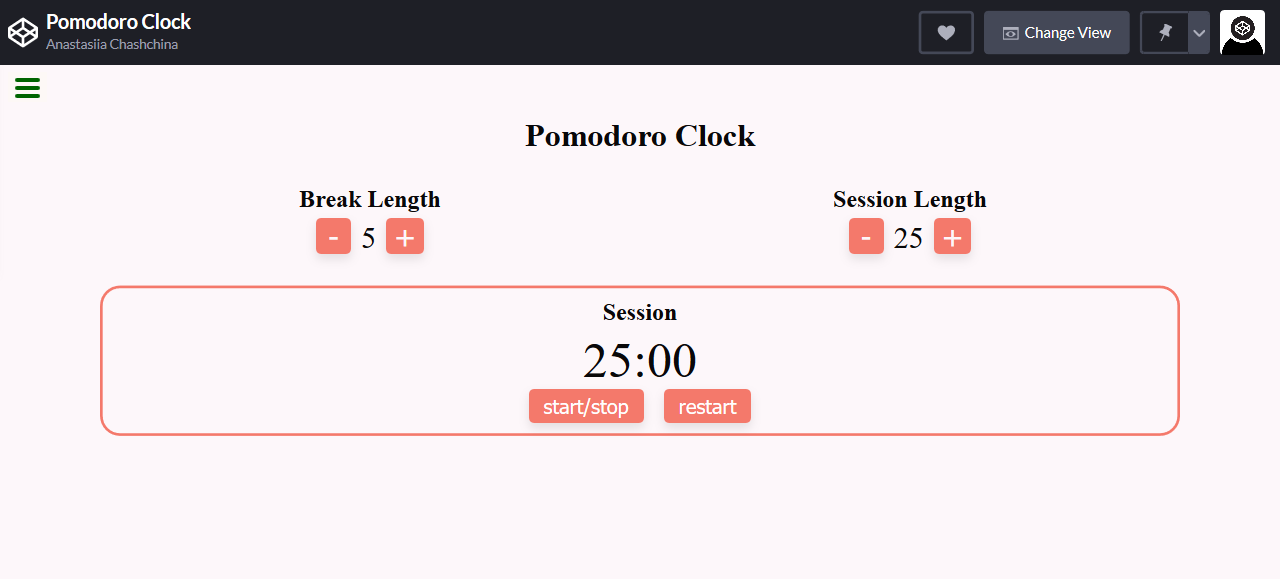 Pomodoro Clock
Anastasiia Chashchina
Change View
Pomodoro Clock
Break Length
Session Length
- 5 +
- 25 +
Session
25:00
start/stop
restart